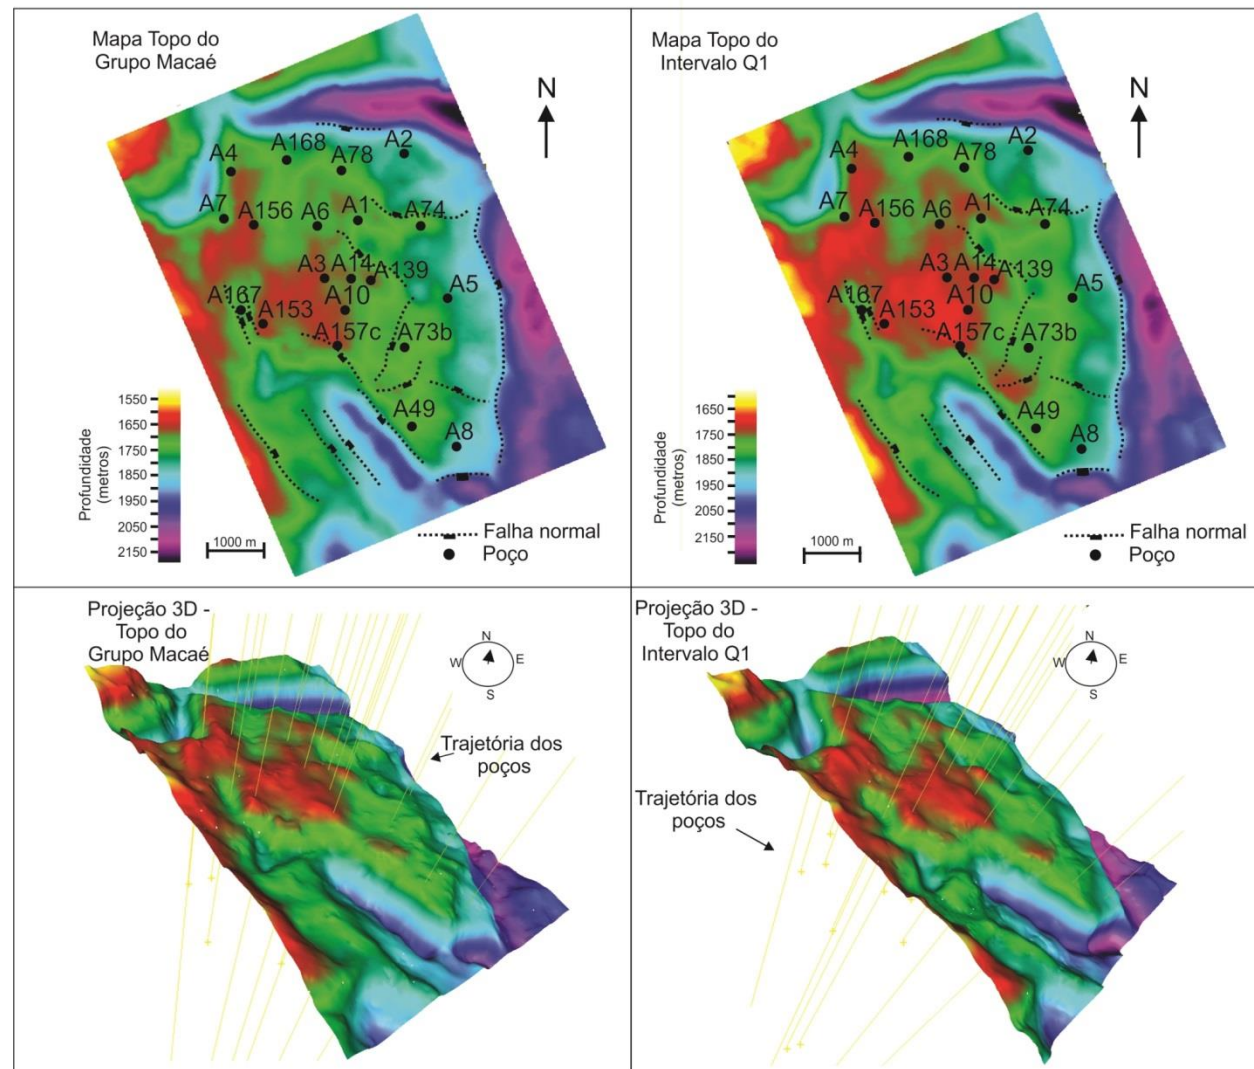 Mapa Topo do
Grupo Macaé
N
A168
A2
A4
A78
A7
A156
A6
A1
A74
A3
A14
A139
A5
A167
A10
A153
A157c
A73b
A49
A8
1550
1650
1750
1850
1950
2050
2150
Profundidade
(metros)
1000 m
Falha normal
Poço
Mapa Topo do
Intervalo Q1
N
A168
A2
A4
A78
A7
A156
A6
A1
A74
A3
A14
A139
A5
A167
A10
A153
A157c
A73b
A49
A8
1650
1750
1850
1950
2050
2150
Profundidade
(metros)
1000 m
Falha normal
Poço
Projeção 3D -
Topo do
Grupo Macaé
N
W
E
S
Trajetória dos
poços
Projeção 3D -
Topo do
Intervalo Q1
N
W
E
S
Trajetória dos
poços